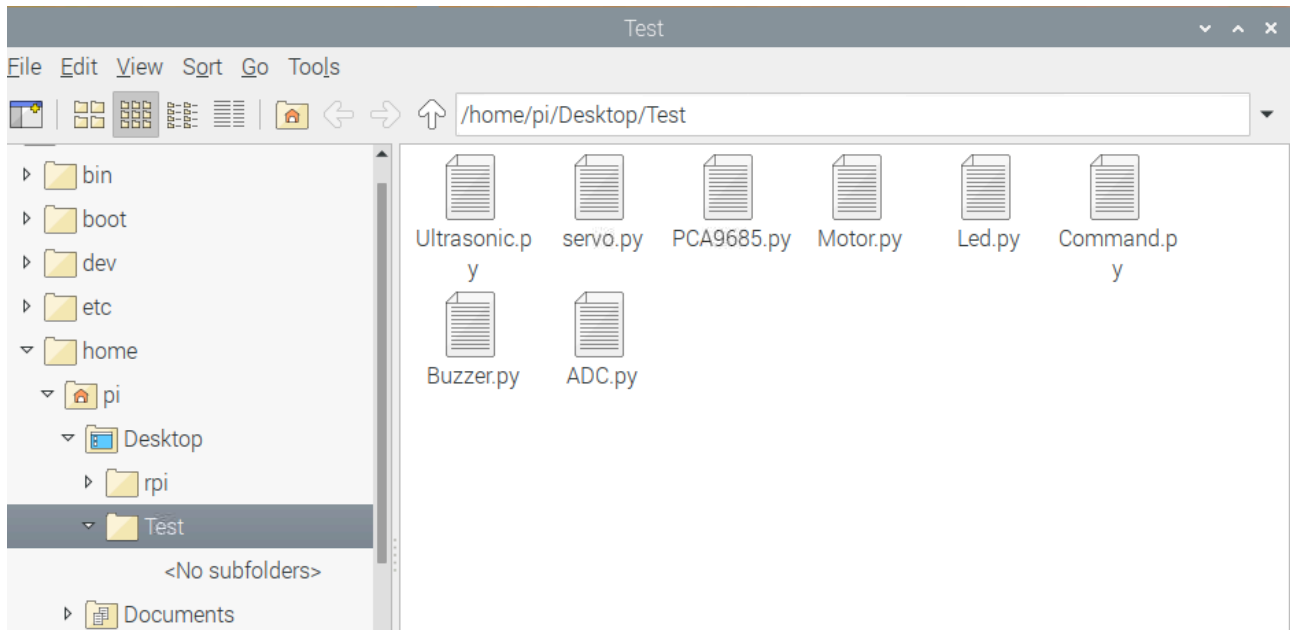 Test
File Edit View Sort Go Tools
/home/pi/Desktop/Test
bin
boot
dev
etc
home
pi
Desktop
rpi
Test
<No subfolders>
Documents
Ultrasonic.p
y
servo.py
PCA9685.py
Motor.py
Led.py
Command.p
y
Buzzer.py
ADC.py